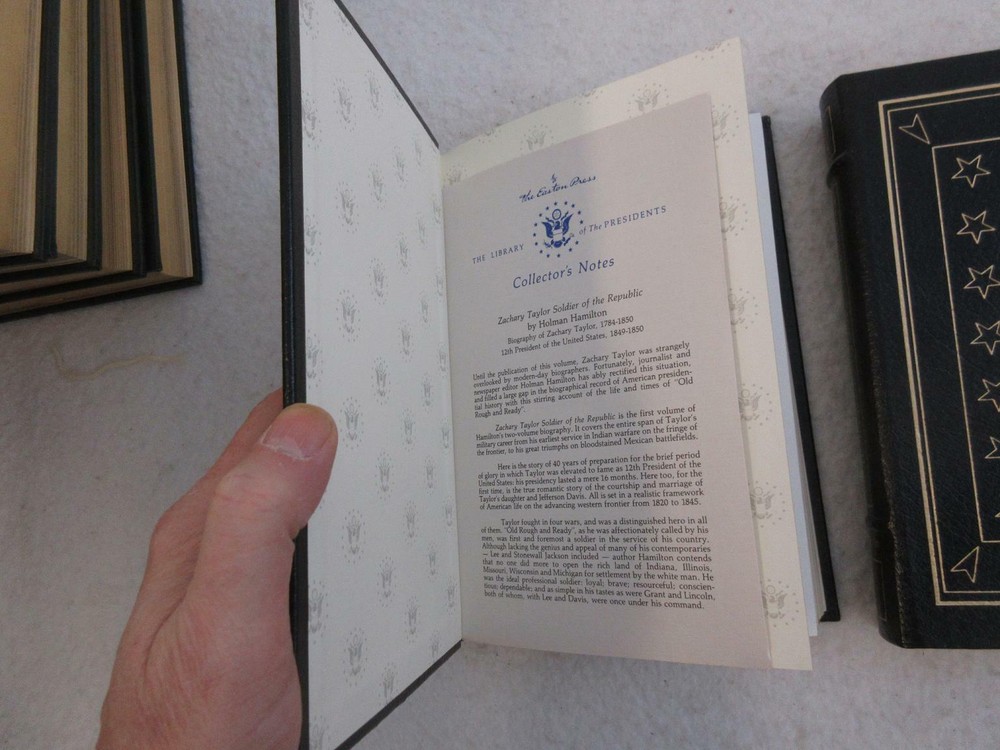 by
The Easton Press
THE LIBRARY of The PRESIDENTS
Collector's Notes
Zachary Taylor Soldier of the Republic
by Holman Hamilton
Biography of Zachary Taylor, 1784-1850
12th President of the United States, 1849-1850
Until the publication of this volume, Zachary Taylor was strangely
overlooked by modern-day biographers. Fortunately, journalist and
newspaper editor Holman Hamilton has ably rectified this situation,
and filled a large gap in the biographical record of American presiden-
tial history with this stirring account of the life and times of "Old
Rough and Ready".
Zachary Taylor Soldier of the Republic is the first volume of
Hamilton's two-volume biography. It covers the entire span of Taylor's
military career from his earliest service in Indian warfare on the fringe of
the frontier, to his great triumphs on bloodstained Mexican battlefields.
Here is the story of 40 years of preparation for the brief period
of glory in which Taylor was elevated to fame as 12th President of the
United States: his presidency lasted a mere 16 months. Here too, for the
first time, is the true romantic story of the courtship and marriage of
Taylor's daughter and Jefferson Davis. All is set in a realistic framework
of American life on the advancing western frontier from 1820 to 1845.
Taylor fought in four wars, and was a distinguished hero in all
of them. "Old Rough and Ready", as he was affectionately called by his
men, was first and foremost a soldier in the service of his country.
Although lacking the genius and appeal of many of his contemporaries
— Lee and Stonewall Jackson included — author Hamilton contends
that no one did more to open the rich land of Indiana, Illinois,
Missouri, Wisconsin and Michigan for settlement by the white man. He
was the ideal professional soldier: loyal; brave; resourceful; conscien-
tious; dependable; and as simple in his tastes as were Grant and Lincoln,
both of whom, with Lee and Davis, were once under his command.